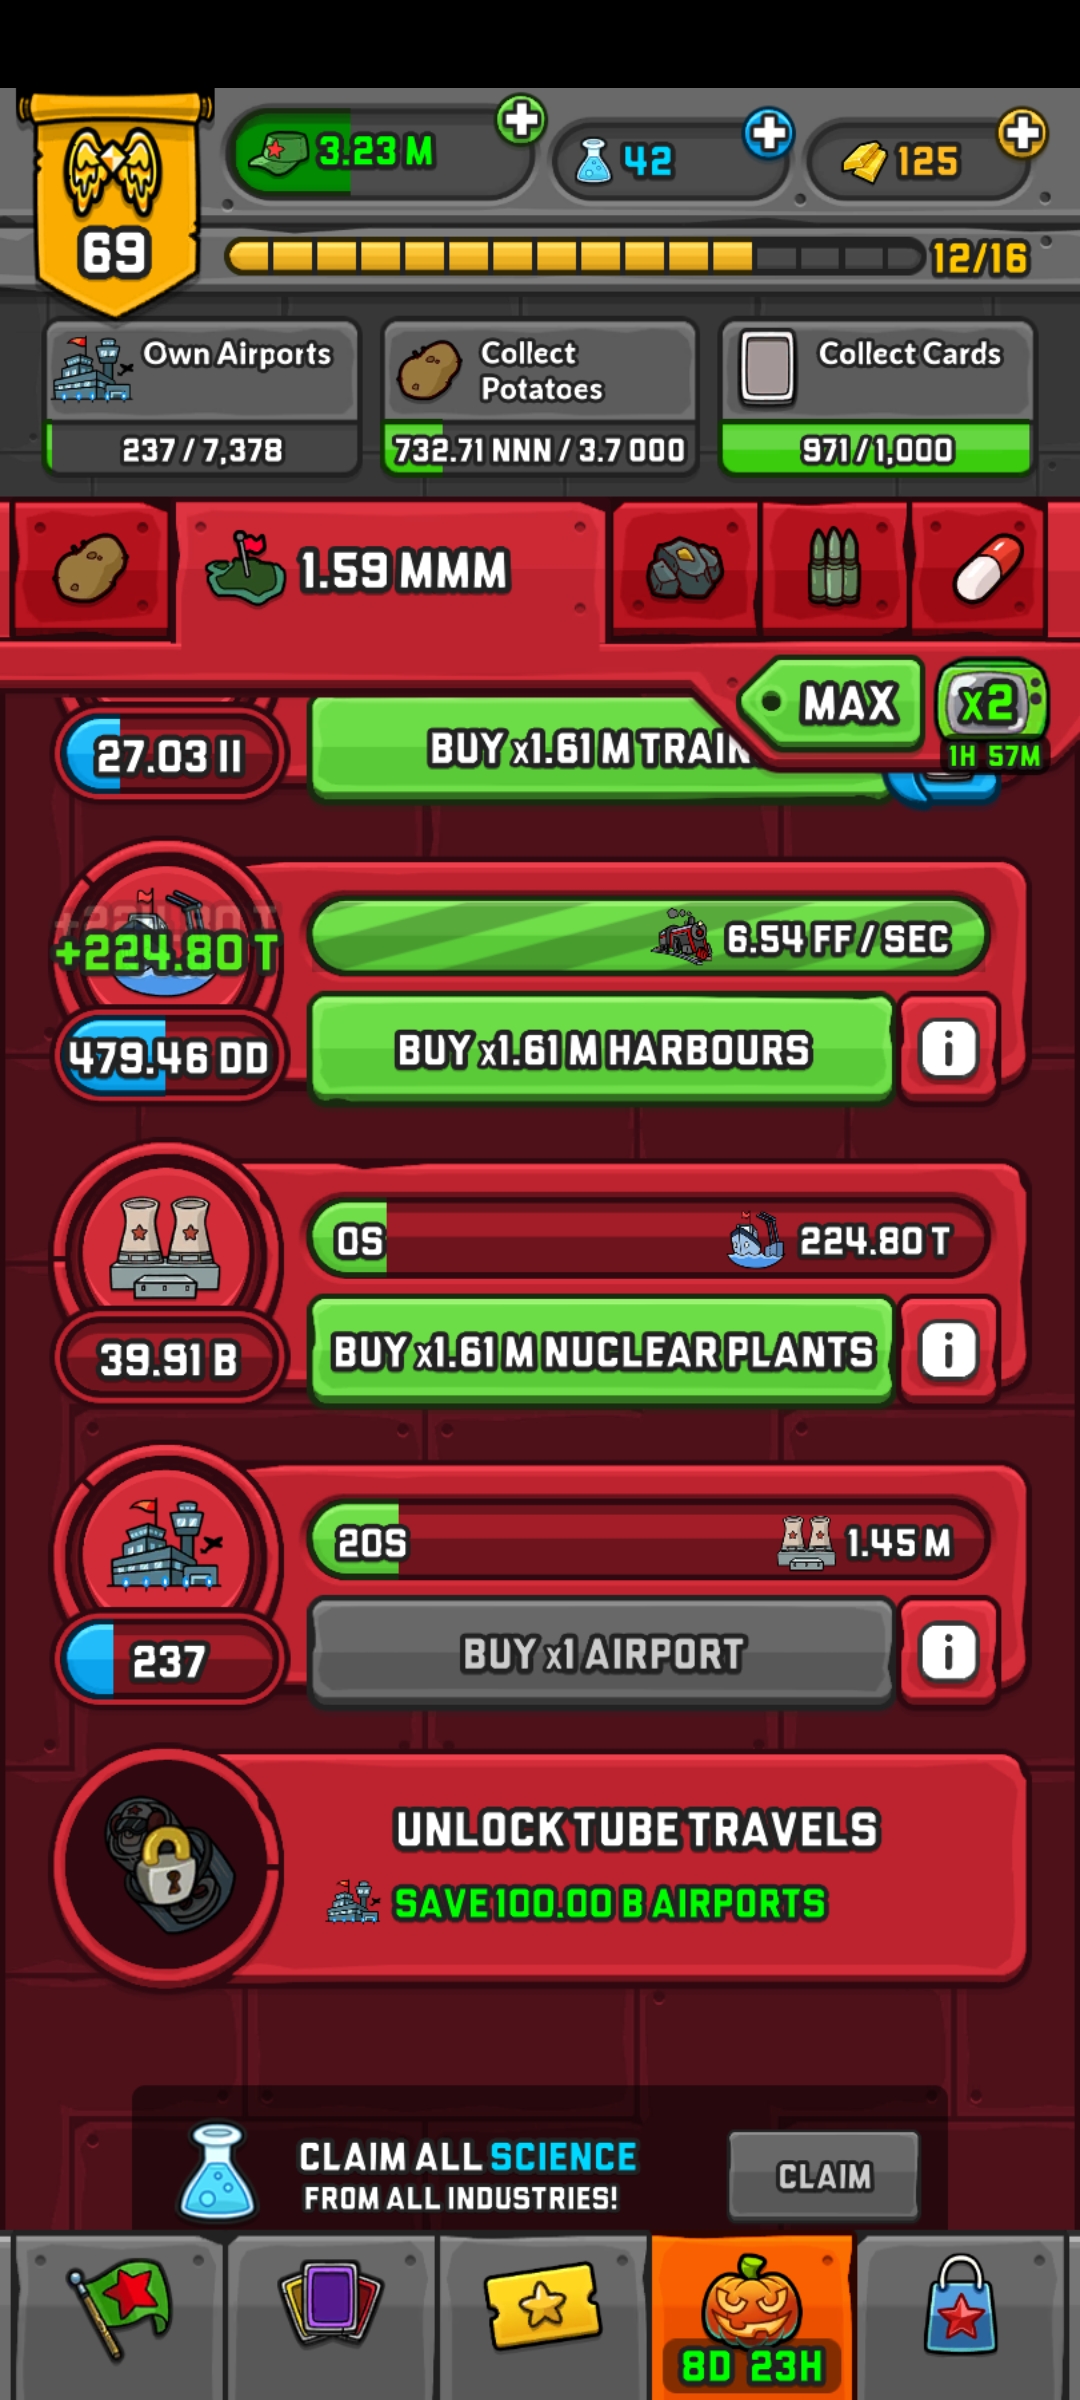 3.23 M
42
125
69
12/16
Own Airports
Collect
Potatoes
Collect Cards
237 / 7,378
732.71 NNN / 3.7 OOO
971 / 1,000
1.59 MMM
MAX
x2
1H 57M
27.03 II
BUY x1.61 M TRAIN
+224.80 T
+224.80 T
6.54 FF / SEC
479.46 DD
BUY x1.61 M HARBOURS
i
0S
224.80 T
39.91 B
BUY x1.61 M NUCLEAR PLANTS
i
20S
1.45 M
237
BUY x1 AIRPORT
i
UNLOCK TUBE TRAVELS
SAVE 100.00 B AIRPORTS
CLAIM ALL SCIENCE
FROM ALL INDUSTRIES!
CLAIM
8D 23H